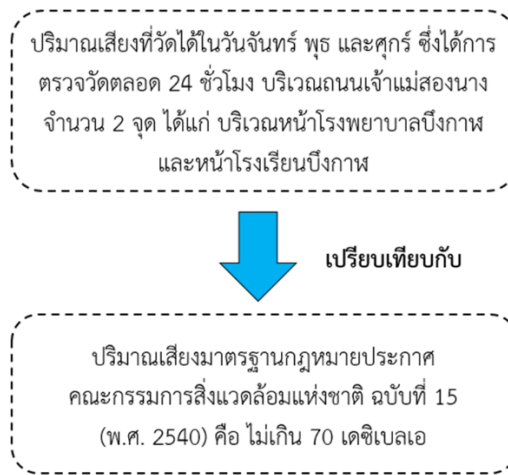 ปริมาณเสียงที่วัดได้ในวันจันทร์ พุธ และศุกร์ ซึ่งได้การ
ตรวจวัดตลอด 24 ชั่วโมง บริเวณถนนเจ้าแม่สองนาง
จำนวน 2 จุด ได้แก่ บริเวณหน้าโรงพยาบาลบึงกาฬ
และหน้าโรงเรียนบึงกาฬ
เปรียบเทียบกับ
ปริมาณเสียงมาตรฐานกฎหมายประกาศ
คณะกรรมการสิ่งแวดล้อมแห่งชาติ ฉบับที่ 15
(พ.ศ. 2540) คือ ไม่เกิน 70 เดซิเบลเอ